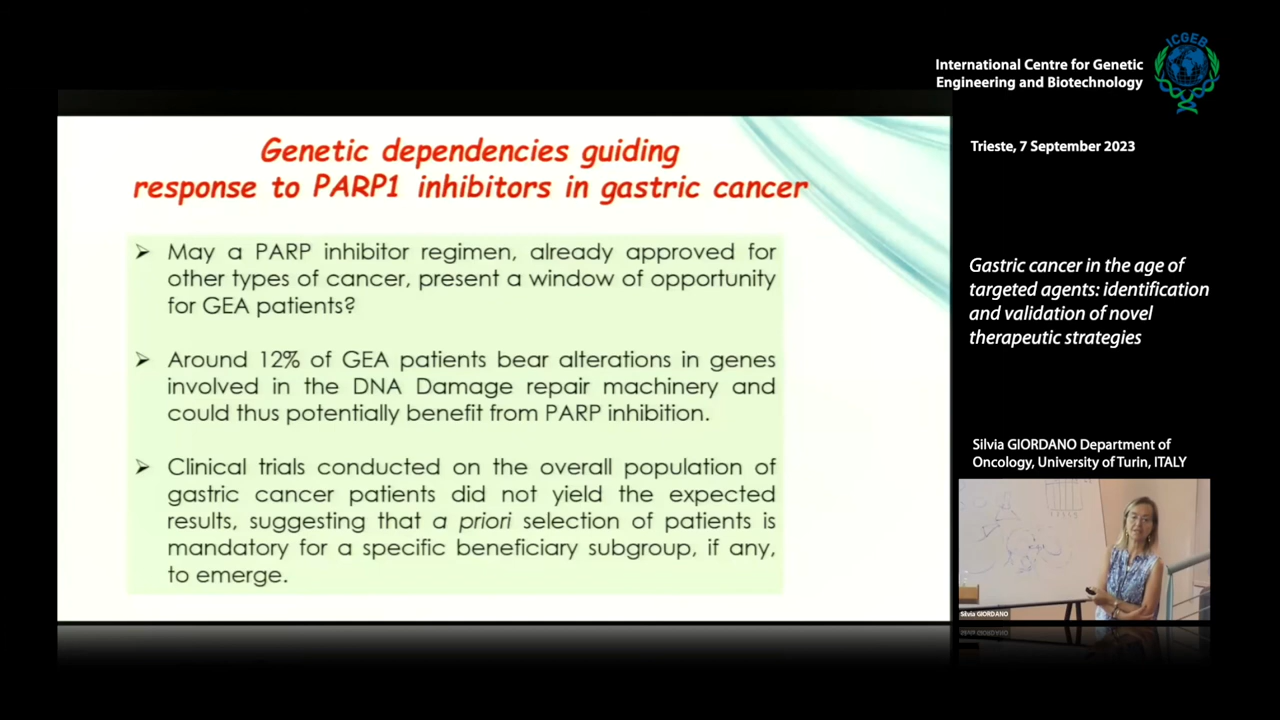 ICGEB
International Centre for Genetic
Engineering and Biotechnology
Trieste, 7 September 2023
Genetic dependencies guiding
response to PARP1 inhibitors in gastric cancer
➢ May a PARP inhibitor regimen, already approved for
other types of cancer, present a window of opportunity
for GEA patients?
➢ Around 12% of GEA patients bear alterations in genes
involved in the DNA Damage repair machinery and
could thus potentially benefit from PARP inhibition.
➢ Clinical trials conducted on the overall population of
gastric cancer patients did not yield the expected
results, suggesting that a priori selection of patients is
mandatory for a specific beneficiary subgroup, if any,
to emerge.
Gastric cancer in the age of
targeted agents: identification
and validation of novel
therapeutic strategies
Silvia GIORDANO Department of
Oncology, University of Turin, ITALY
Silvia GIORDANO